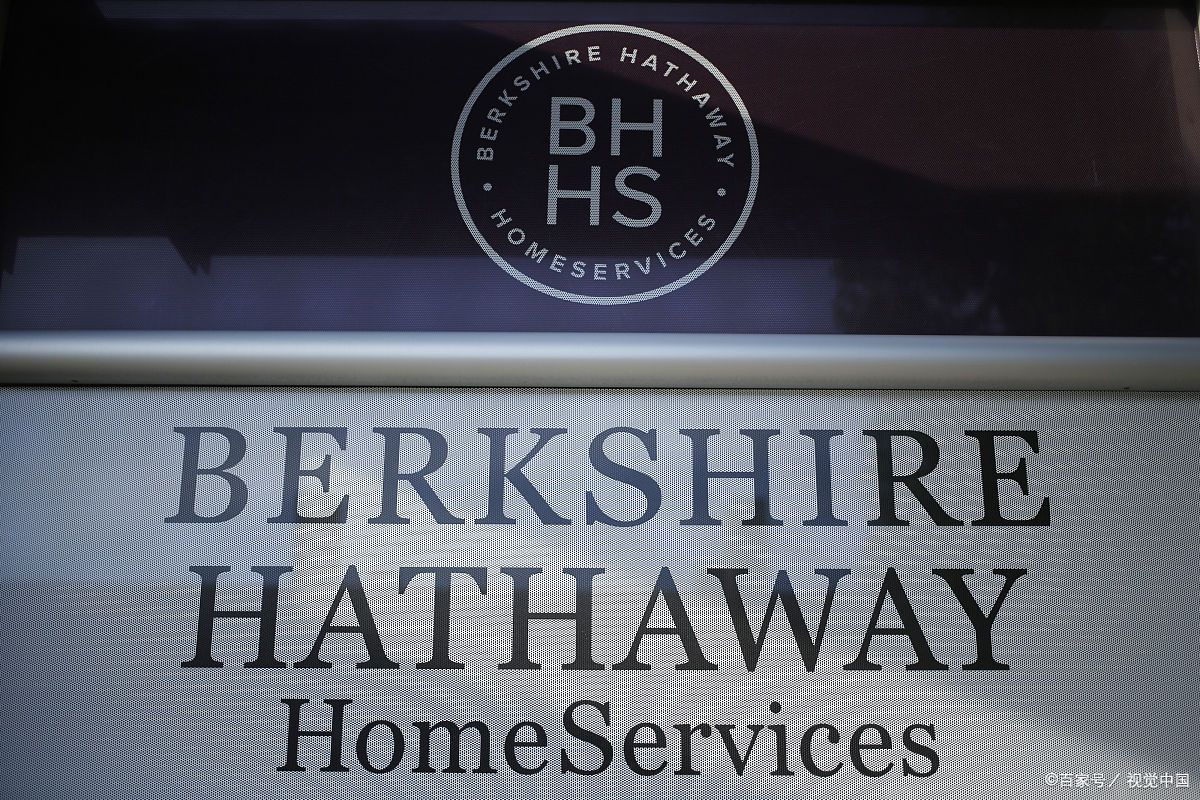 BERKSHIRE HATHAWAY
BH
HS
• HOMESERVICES •
BERKSHIRE
HATHAWAY
HomeServices
©百家号／视觉中国